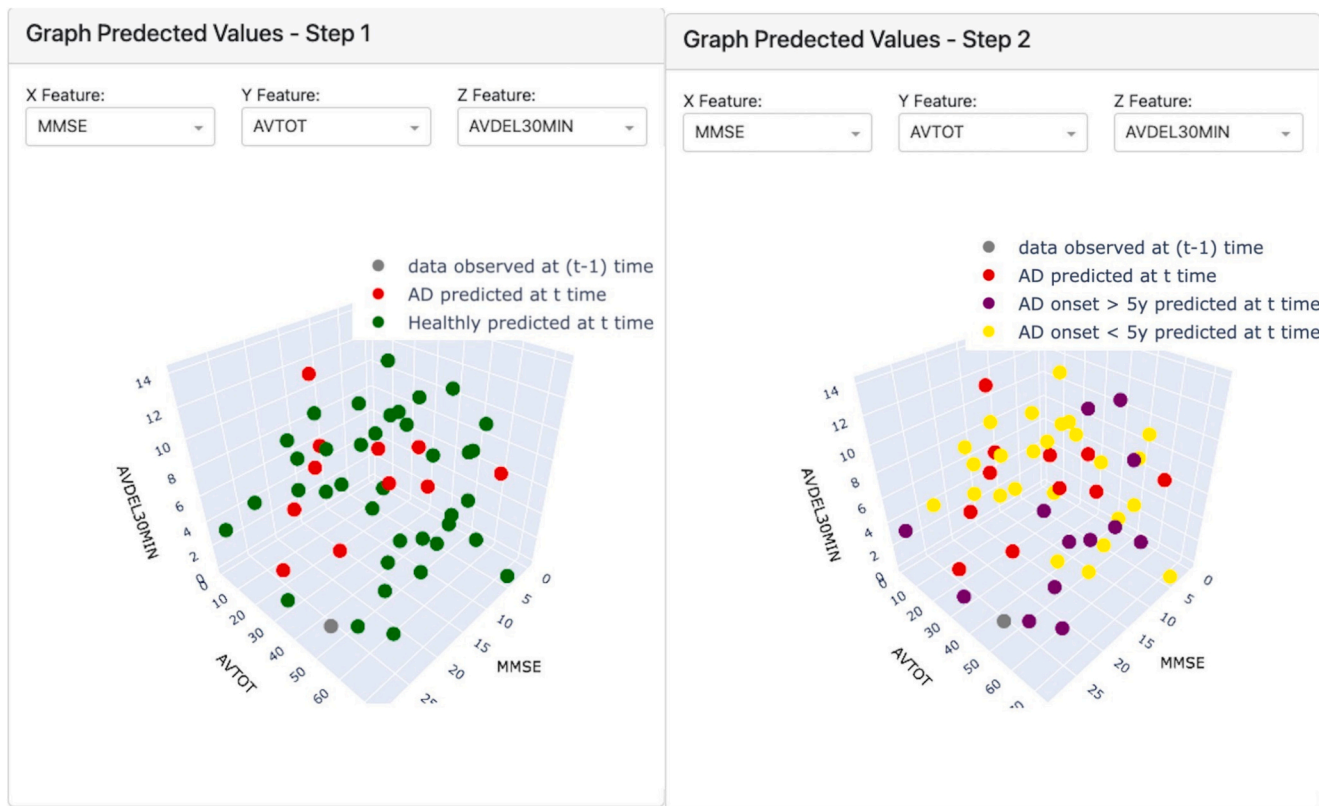 Graph Predected Values - Step 1
X Feature: Y Feature: Z Feature:
MMSE AVTOT AVDEL30MIN
data observed at (t-1) time
AD predicted at t time
Healthly predicted at t time
14
12
10
8
6
4
2
0
AVDEL30MIN
0
10
20
30
40
50
60
AVTOT
0
5
10
15
20
25
MMSE
Graph Predected Values - Step 2
X Feature: Y Feature: Z Feature:
MMSE AVTOT AVDEL30MIN
data observed at (t-1) time
AD predicted at t time
AD onset > 5y predicted at t time
AD onset < 5y predicted at t time
14
12
10
8
6
4
2
0
AVDEL30MIN
0
10
20
30
40
50
60
AVTOT
0
5
10
15
20
25
MMSE